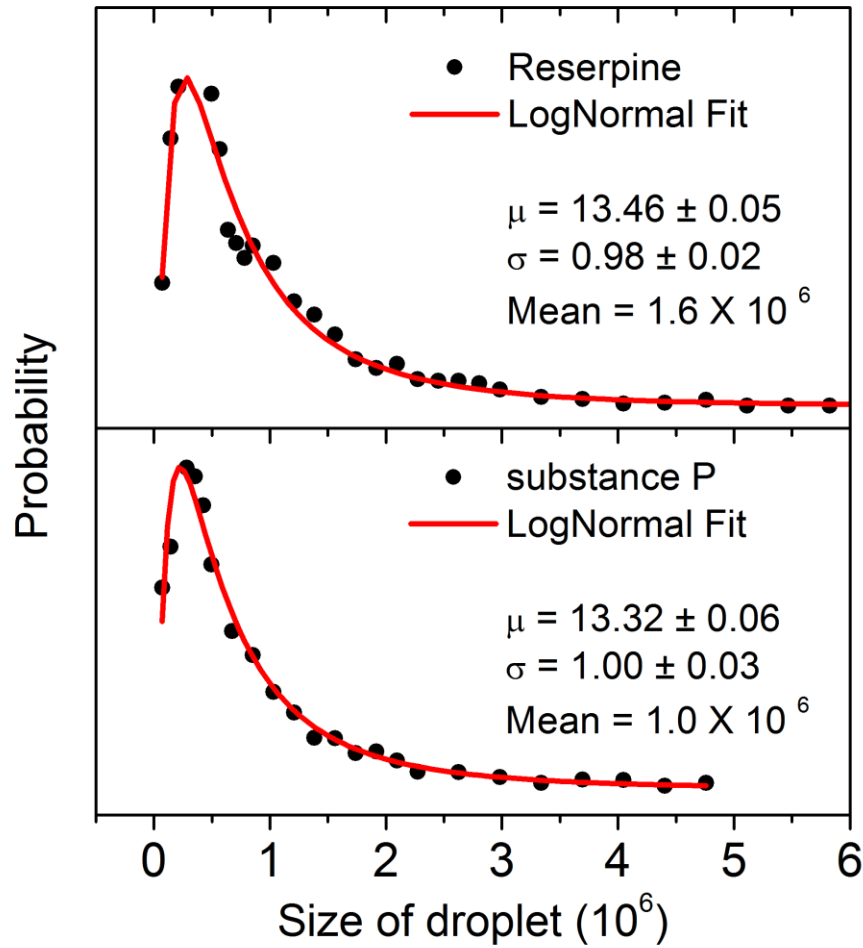 Reserpine
LogNormal Fit
μ = 13.46 ± 0.05
σ = 0.98 ± 0.02
Mean = 1.6 X 10 ⁶
Probability
substance P
LogNormal Fit
μ = 13.32 ± 0.06
σ = 1.00 ± 0.03
Mean = 1.0 X 10 ⁶
0 1 2 3 4 5 6
Size of droplet (10⁶)